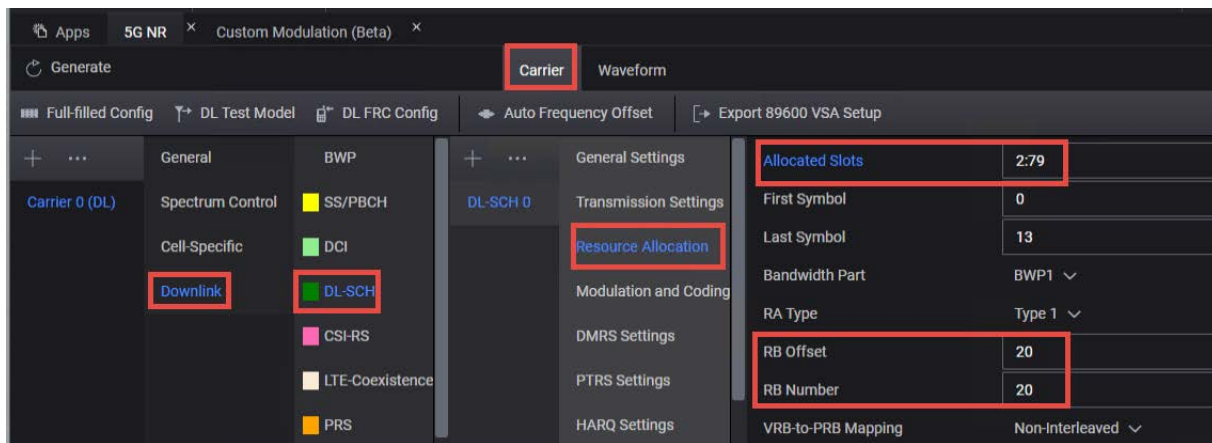 Apps 5G NR × Custom Modulation (Beta) ×
Generate Carrier Waveform
Full-filled Config DL Test Model DL FRC Config Auto Frequency Offset Export 89600 VSA Setup
+ ... General BWP + ... General Settings Allocated Slots 2:79
Carrier 0 (DL) Spectrum Control SS/PBCH DL-SCH 0 Transmission Settings First Symbol 0
Cell-Specific DCI Resource Allocation Last Symbol 13
Downlink DL-SCH Modulation and Coding Bandwidth Part BWP1
CSI-RS DMRS Settings RA Type Type 1
LTE-Coexistence PTRS Settings RB Offset 20
PRS HARQ Settings RB Number 20
VRB-to-PRB Mapping Non-Interleaved